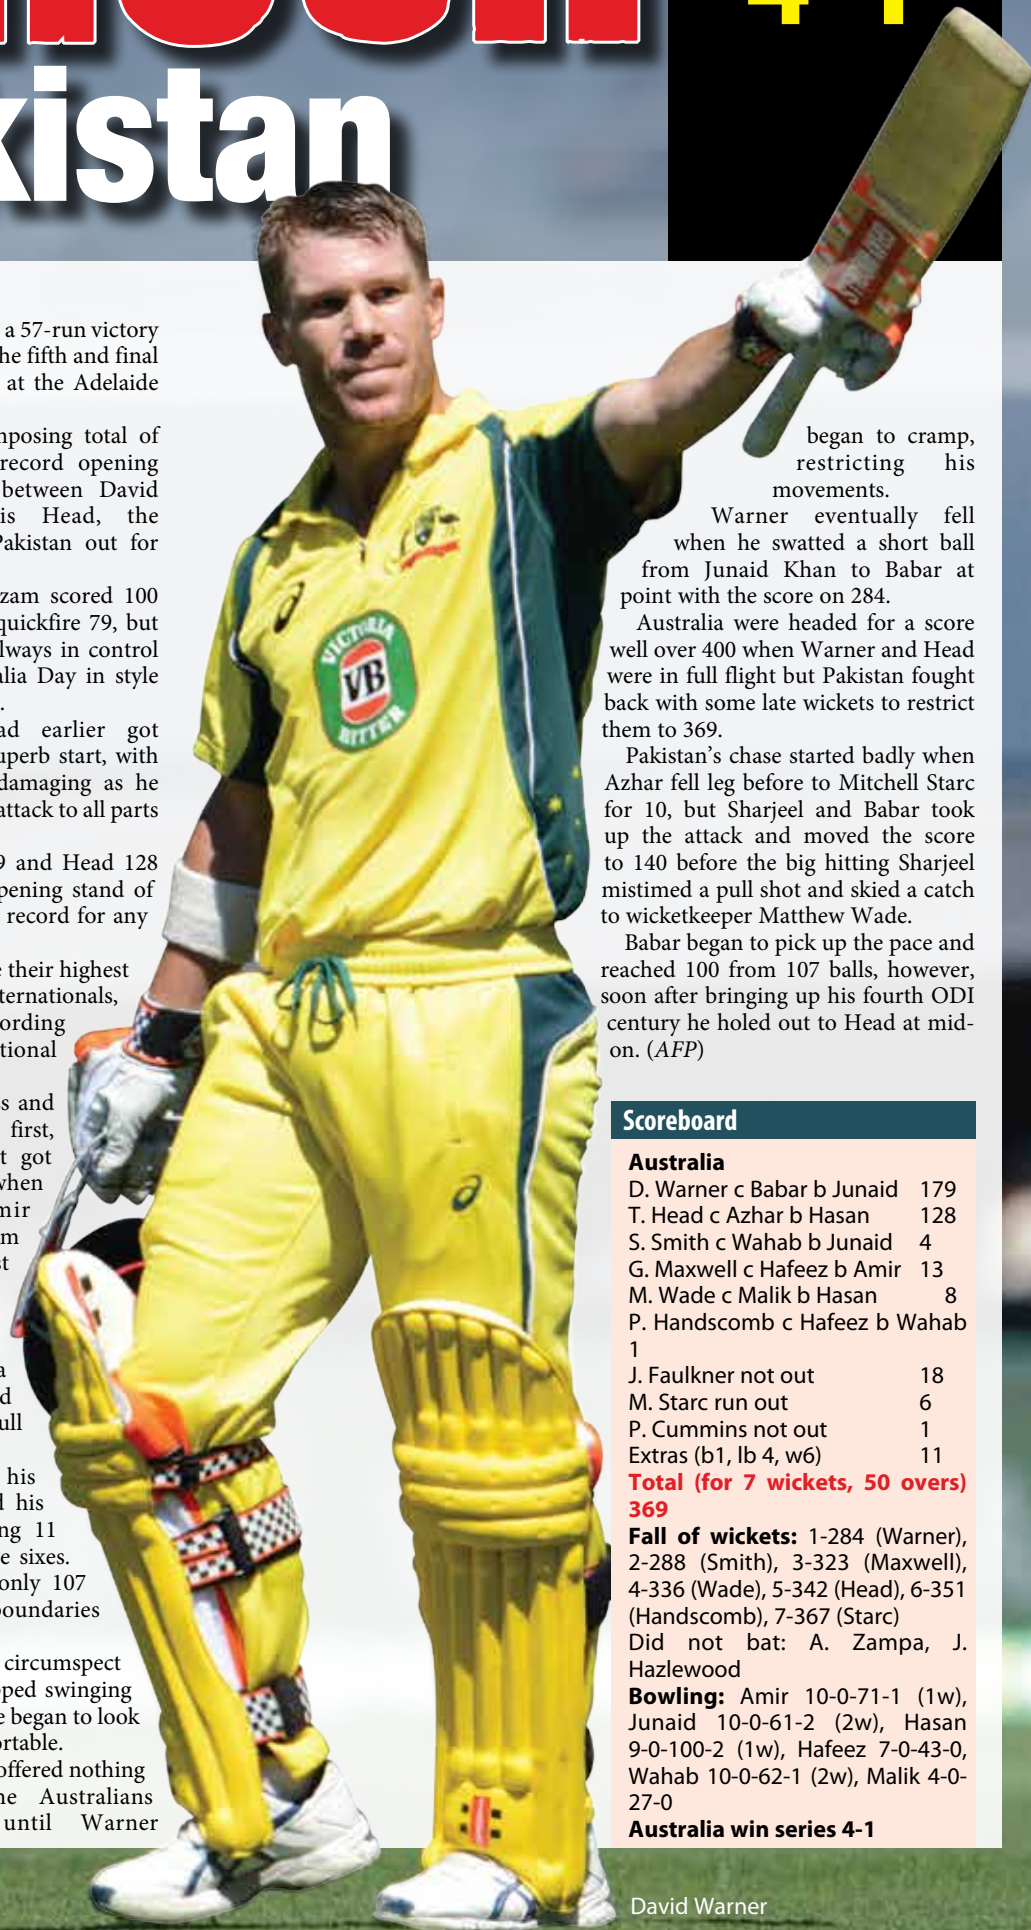 kistan
a 57-run victory
he fifth and final
at the Adelaide
nposing total of
record opening
between David
is Head, the
Pakistan out for
zam scored 100
quickfire 79, but
lways in control
alia Day in style
.
ad earlier got
uperb start, with
damaging as he
attack to all parts
9 and Head 128
pening stand of
record for any
e their highest
ternationals,
ording
tional
s and
first,
t got
when
mir
m
st
a
d
ull
his
d his
ng 11
e sixes.
only 107
boundaries
circumspect
pped swinging
e began to look
ortable.
offered nothing
he Australians
until Warner
began to cramp,
restricting his
movements.
Warner eventually fell
when he swatted a short ball
from Junaid Khan to Babar at
point with the score on 284.
Australia were headed for a score
well over 400 when Warner and Head
were in full flight but Pakistan fought
back with some late wickets to restrict
them to 369.
Pakistan's chase started badly when
Azhar fell leg before to Mitchell Starc
for 10, but Sharjeel and Babar took
up the attack and moved the score
to 140 before the big hitting Sharjeel
mistimed a pull shot and skied a catch
to wicketkeeper Matthew Wade.
Babar began to pick up the pace and
reached 100 from 107 balls, however,
soon after bringing up his fourth ODI
century he holed out to Head at mid-
on. (AFP)
VICTORIA
VB
BITTER
Scoreboard
Australia
D. Warner c Babar b Junaid 179
T. Head c Azhar b Hasan 128
S. Smith c Wahab b Junaid 4
G. Maxwell c Hafeez b Amir 13
M. Wade c Malik b Hasan 8
P. Handscomb c Hafeez b Wahab
1
J. Faulkner not out 18
M. Starc run out 6
P. Cummins not out 1
Extras (b1, lb 4, w6) 11
Total (for 7 wickets, 50 overs)
369
Fall of wickets: 1-284 (Warner),
2-288 (Smith), 3-323 (Maxwell),
4-336 (Wade), 5-342 (Head), 6-351
(Handscomb), 7-367 (Starc)
Did not bat: A. Zampa, J.
Hazlewood
Bowling: Amir 10-0-71-1 (1w),
Junaid 10-0-61-2 (2w), Hasan
9-0-100-2 (1w), Hafeez 7-0-43-0,
Wahab 10-0-62-1 (2w), Malik 4-0-
27-0
Australia win series 4-1
David Warner